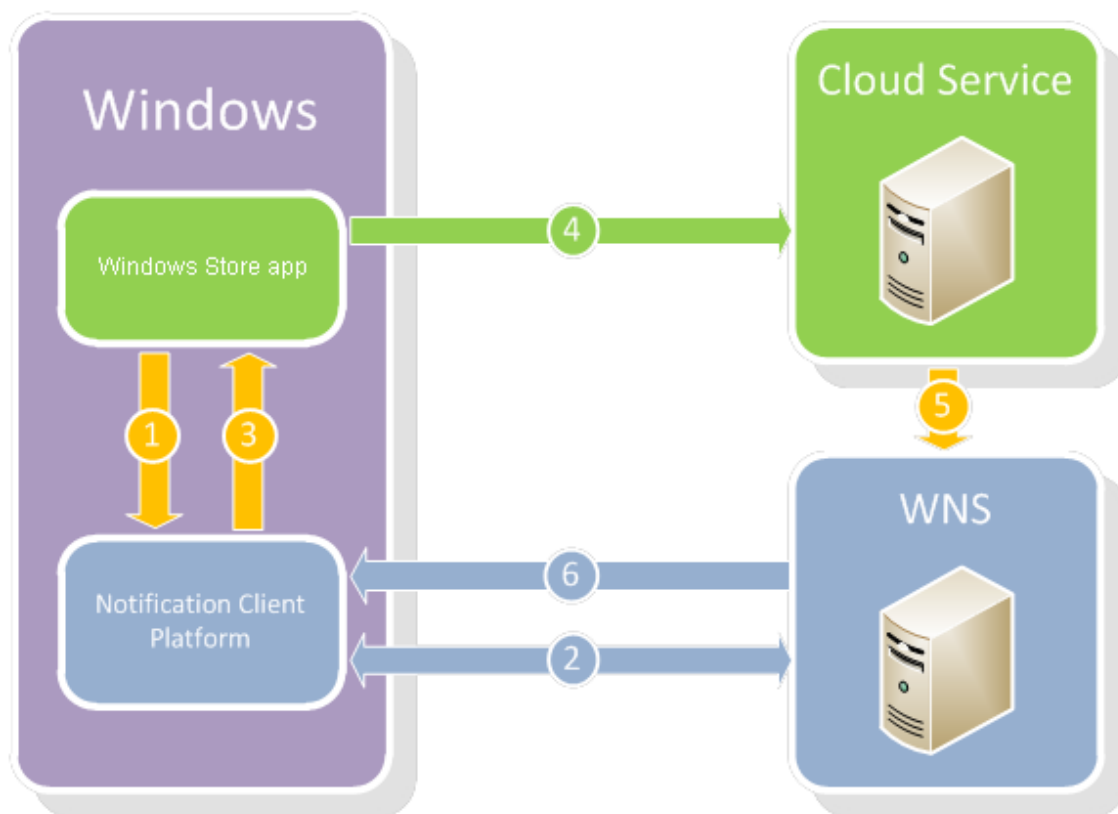 Windows
Cloud Service
Windows Store app
4
1
3
5
WNS
Notification Client
Platform
6
2